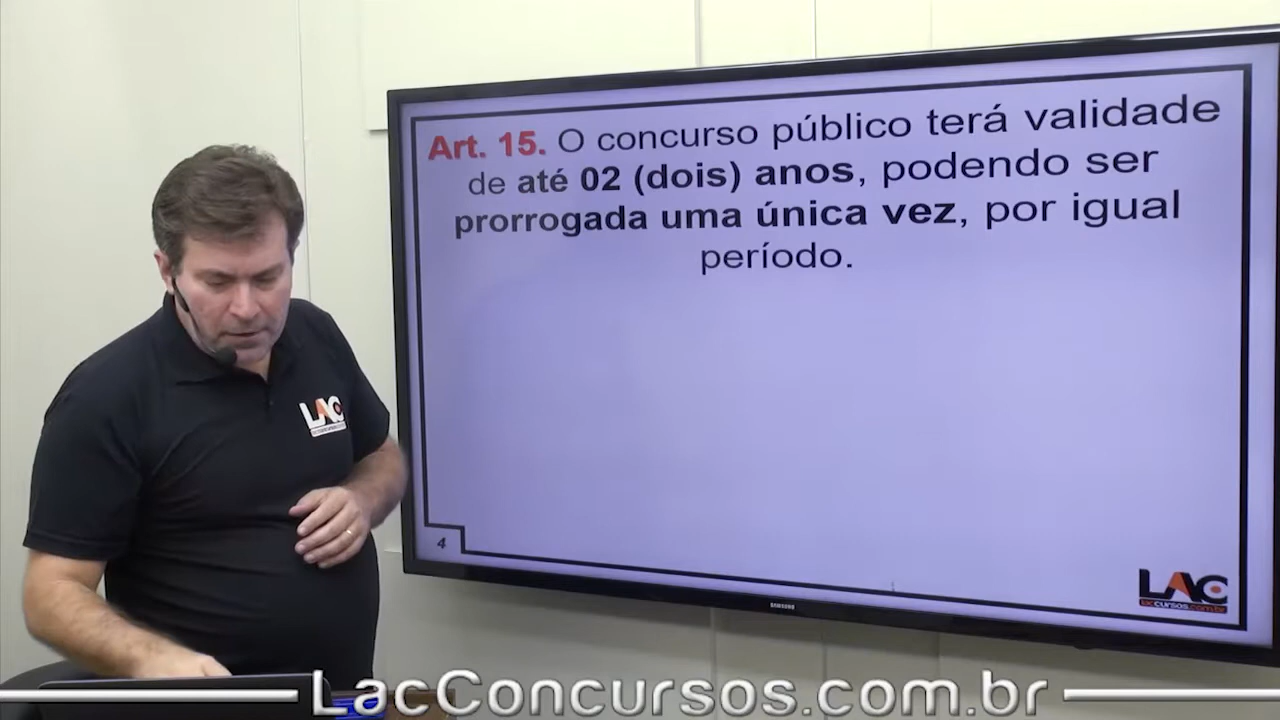 Art. 15. O concurso público terá validade
de até 02 (dois) anos, podendo ser
prorrogada uma única vez, por igual
período.
4
LAC
laccursos.com.br
SAMSUNG
LAC
LacConcursos.com.br